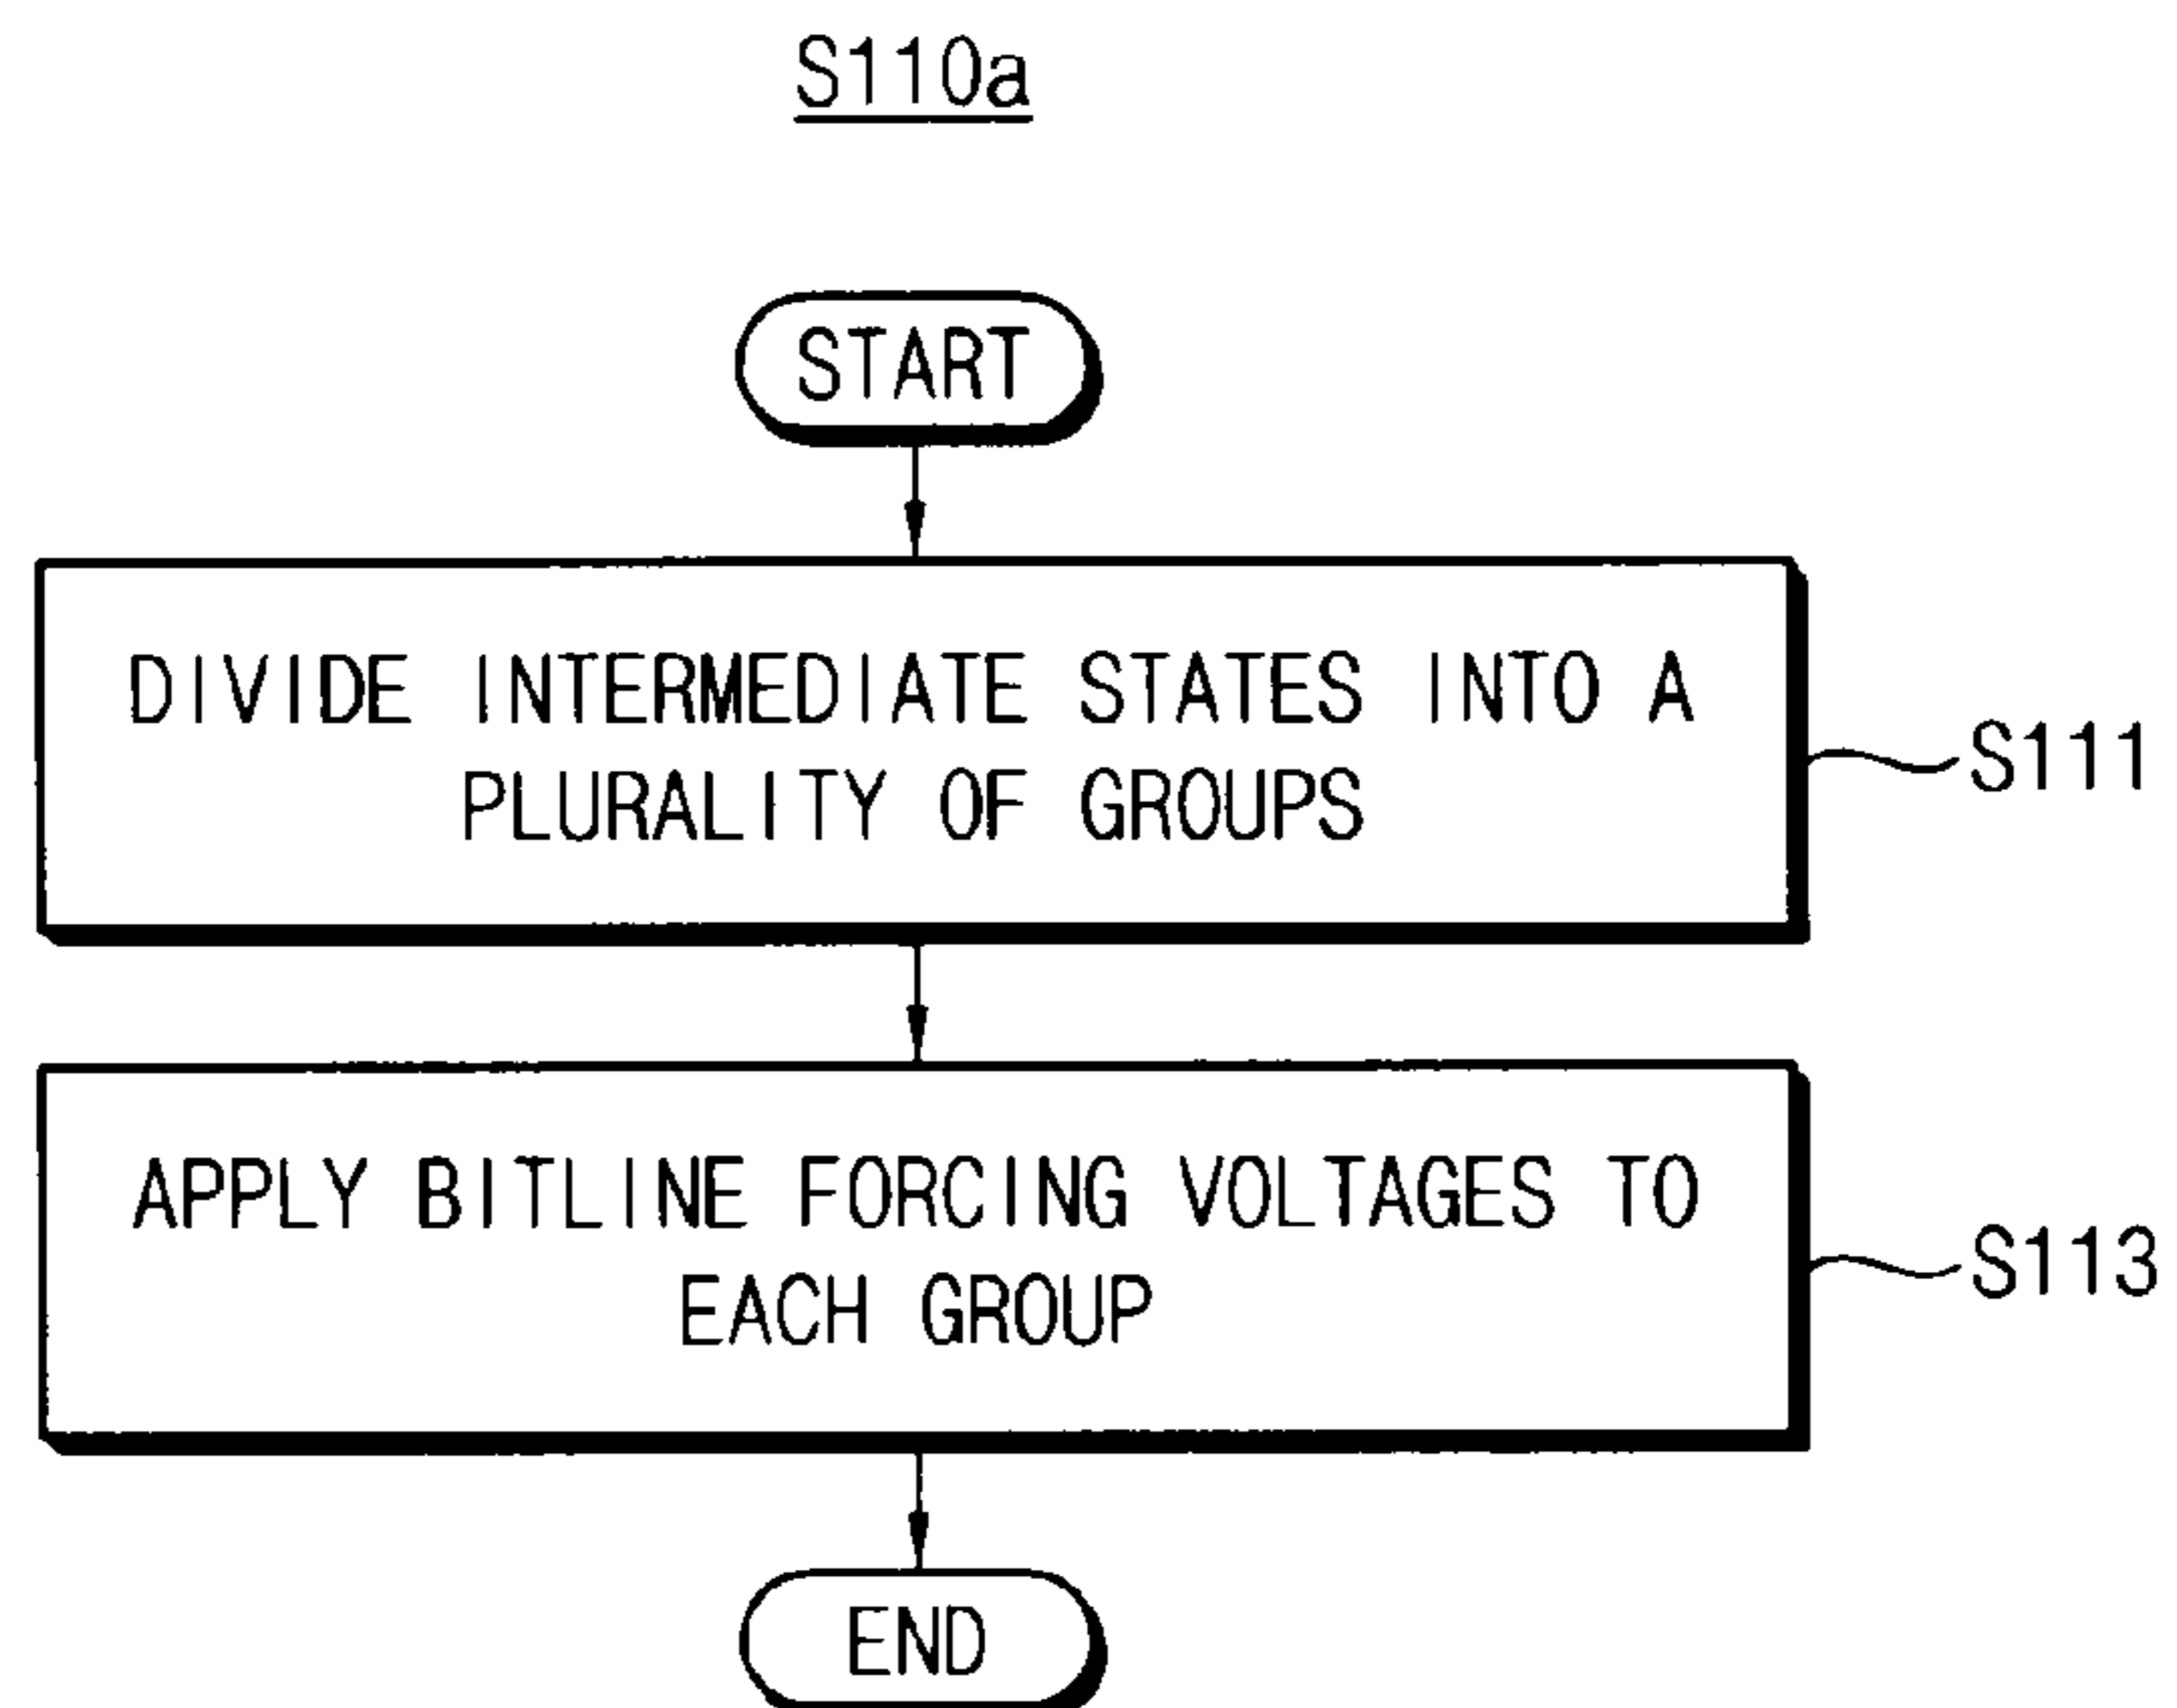 S110a
START
DIVIDE INTERMEDIATE STATES INTO A
PLURALITY OF GROUPS
S111
APPLY BITLINE FORCING VOLTAGES TO
EACH GROUP
S113
END